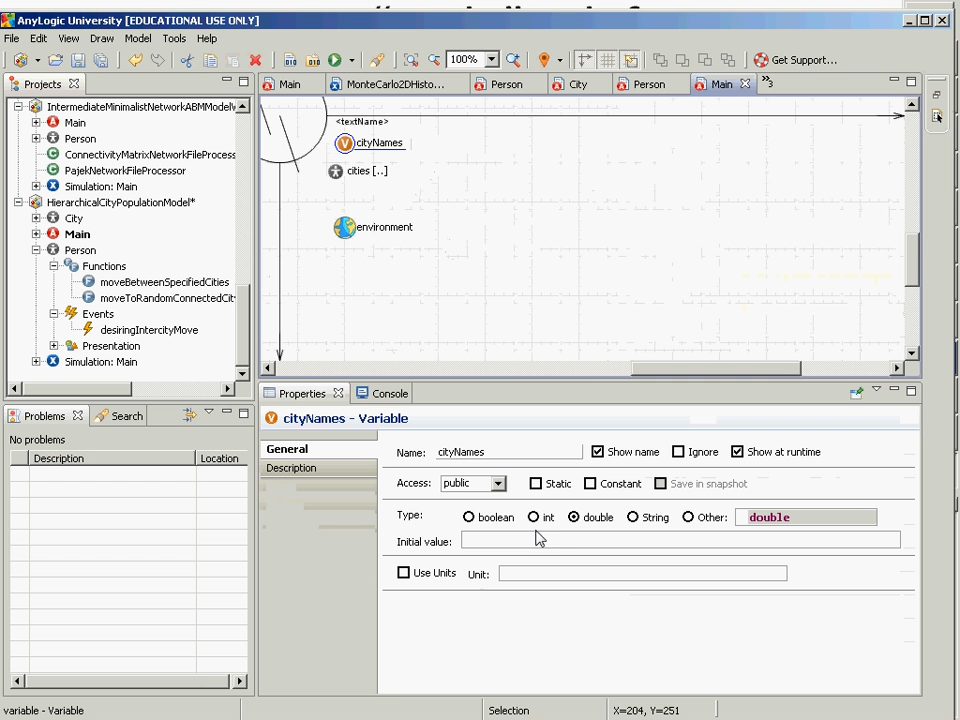 AnyLogic University [EDUCATIONAL USE ONLY]
File Edit View Draw Model Tools Help
100% Get Support...
Projects
Main MonteCarlo2DHisto... Person City Person Main 3
IntermediateMinimalistNetworkABMModelW
Main
Person
ConnectivityMatrixNetworkFileProcess
PajekNetworkFileProcessor
Simulation: Main
HierarchicalCityPopulationModel*
City
Main
Person
Functions
moveBetweenSpecifiedCities
moveToRandomConnectedCit
Events
desiringIntercityMove
Presentation
Simulation: Main
<textName>
cityNames
cities [..]
environment
Problems Search
No problems
Description Location
Properties Console
cityNames - Variable
General
Description
Name: cityNames Show name Ignore Show at runtime
Access: public Static Constant Save in snapshot
Type: boolean int double String Other: double
Initial value:
Use Units Unit:
variable - Variable Selection X=204, Y=251